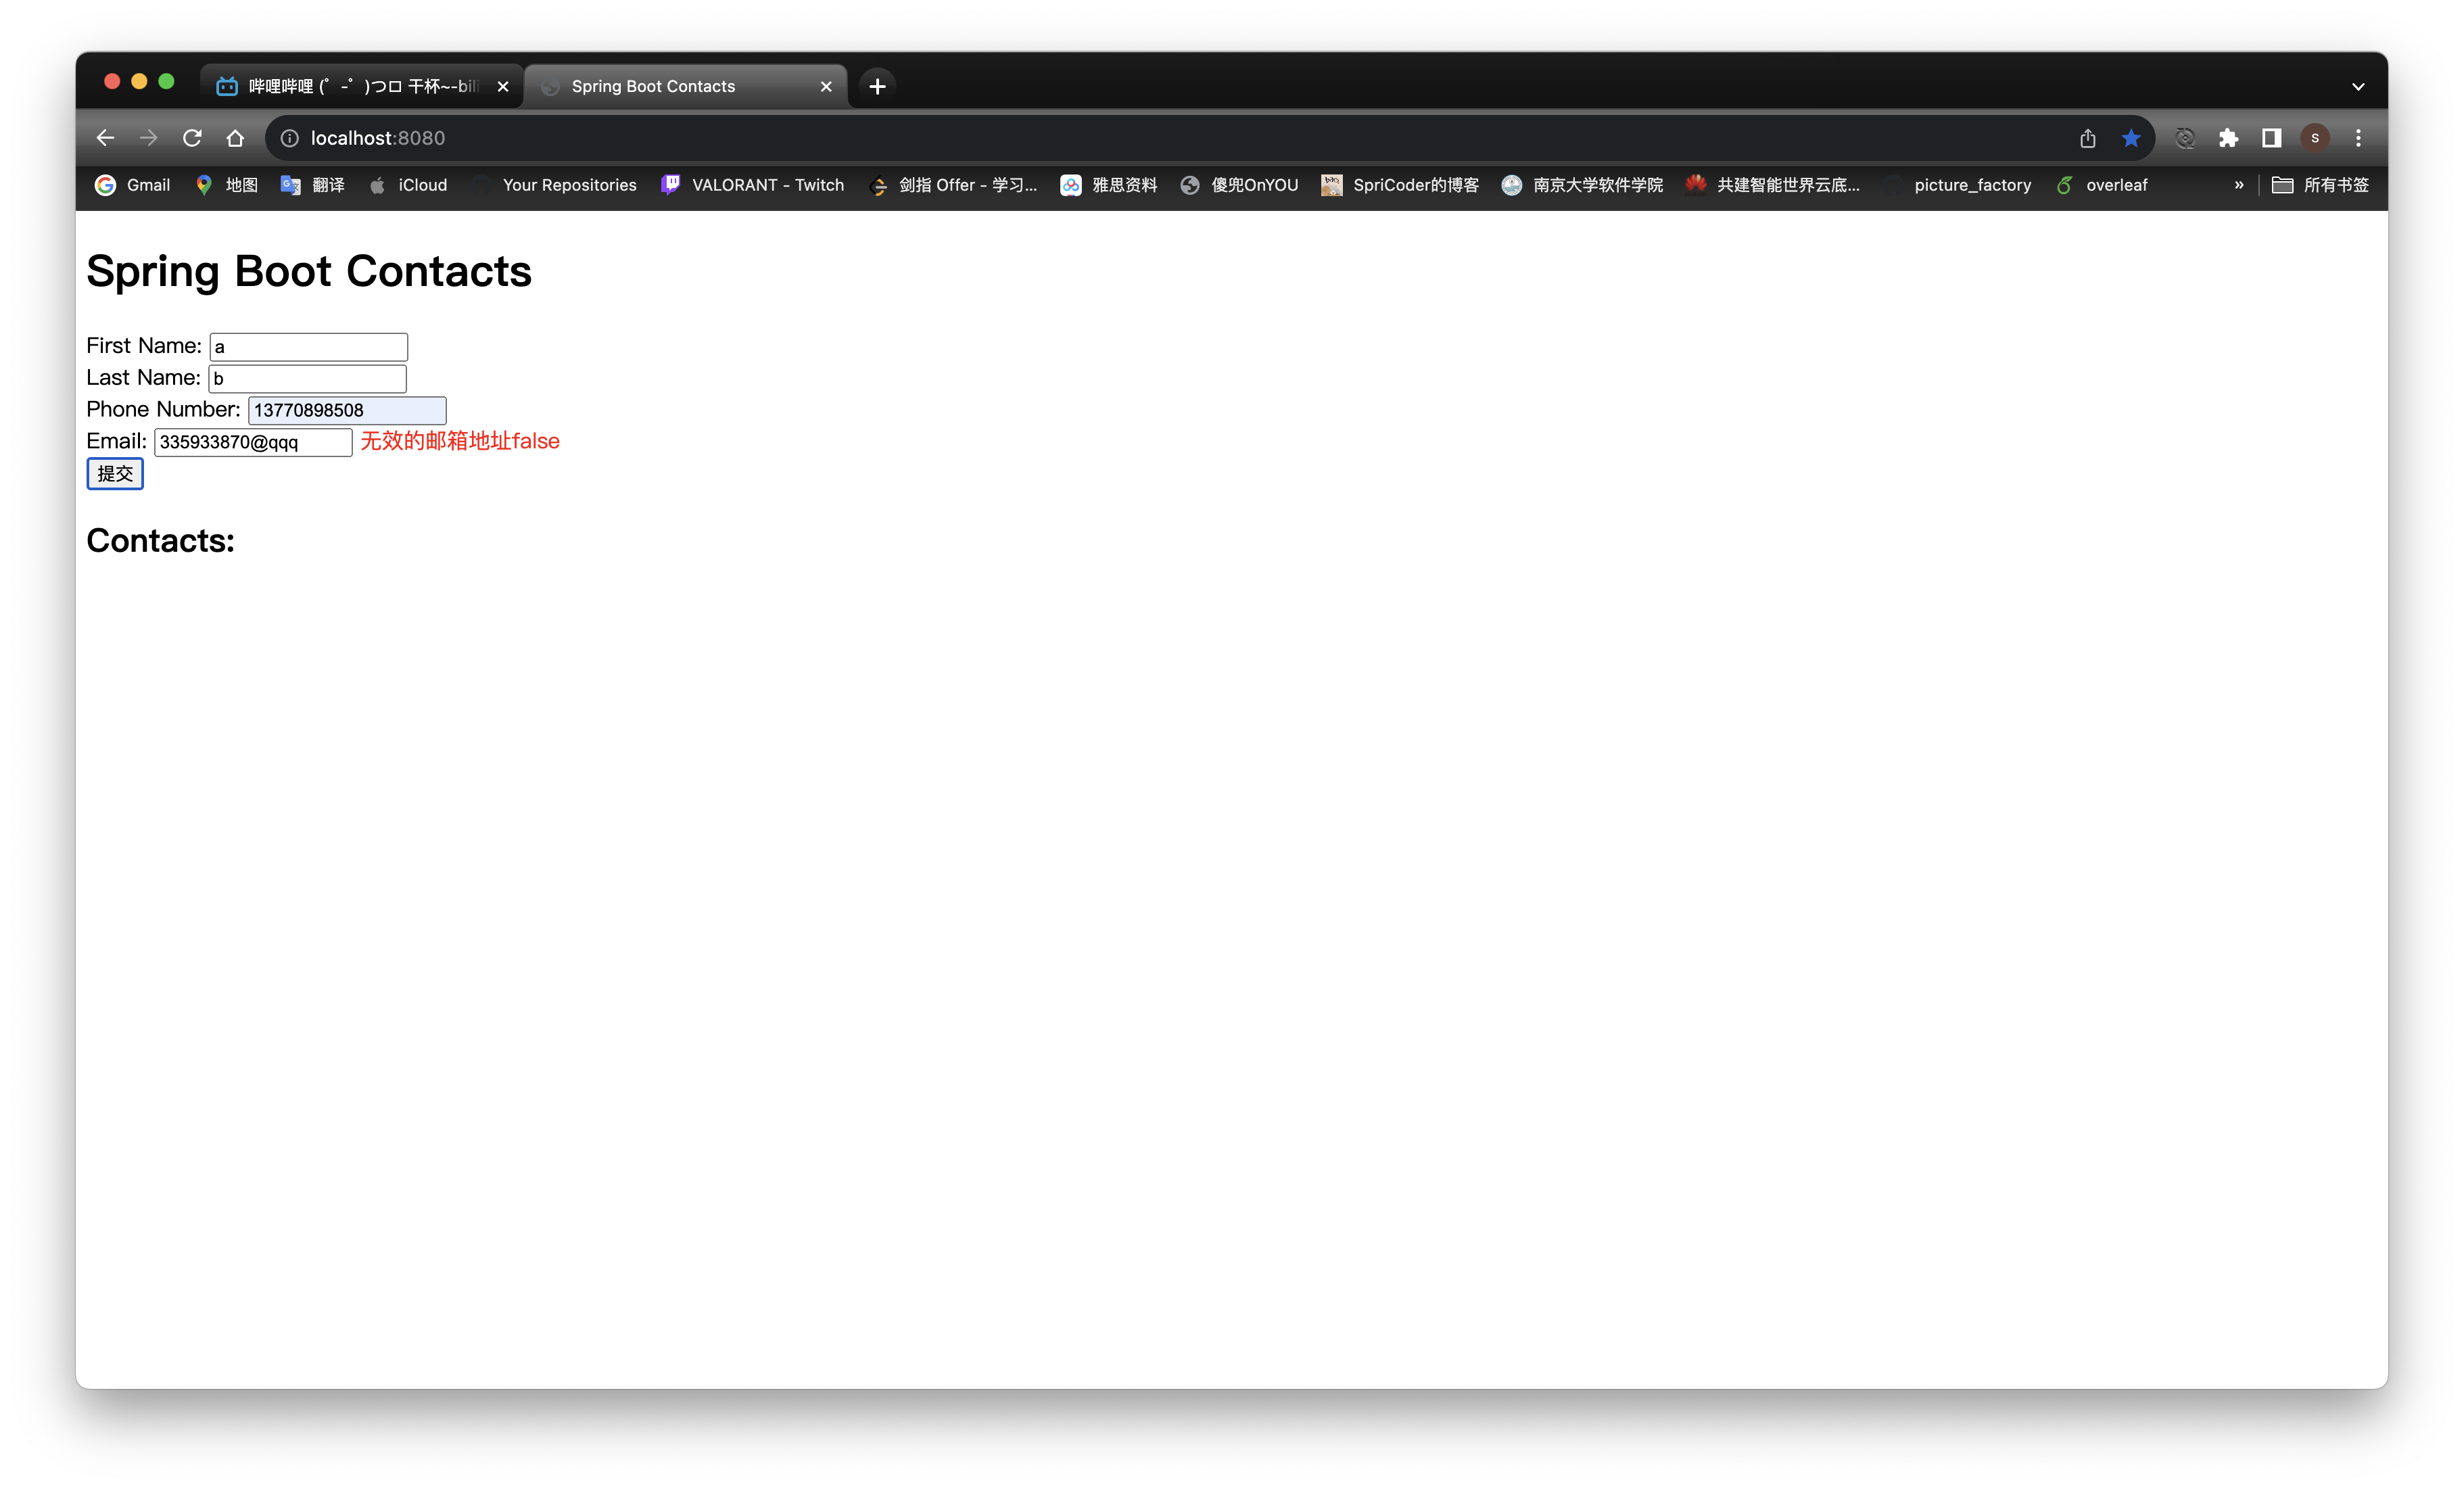 哔哩哔哩 (゜-゜)つロ 干杯~-bili
Spring Boot Contacts
localhost:8080
S
Gmail 地图 翻译 iCloud Your Repositories VALORANT - Twitch 剑指 Offer - 学习... 雅思资料 傻兜OnYOU SpriCoder的博客 南京大学软件学院 共建智能世界云底... picture_factory overleaf » 所有书签
Spring Boot Contacts
First Name: a
Last Name: b
Phone Number: 13770898508
Email: 335933870@qqq 无效的邮箱地址false
提交
Contacts: